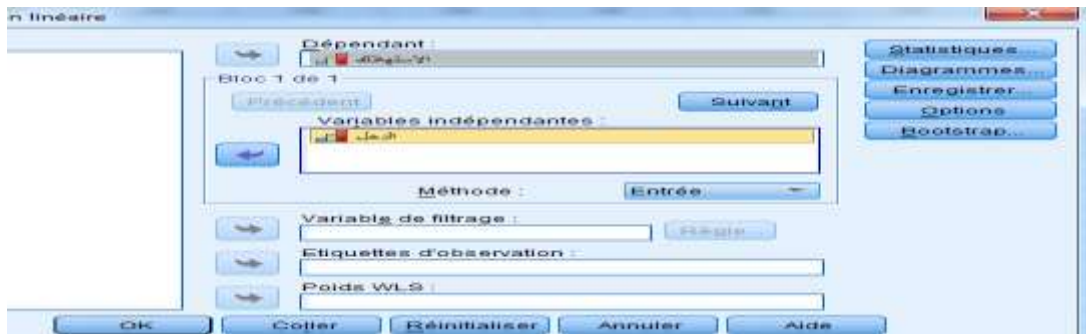 n linéaire
Dépendant :
الاستهلاك
Bloc 1 de 1
Précédent
Suivant
Variables indépendantes :
الدخل
Méthode :
Entrée
Variable de filtrage :
Règle...
Etiquettes d'observation :
Poids WLS :
Statistiques...
Diagrammes...
Enregistrer...
Options
Bootstrap...
OK
Coller
Réinitialiser
Annuler
Aide